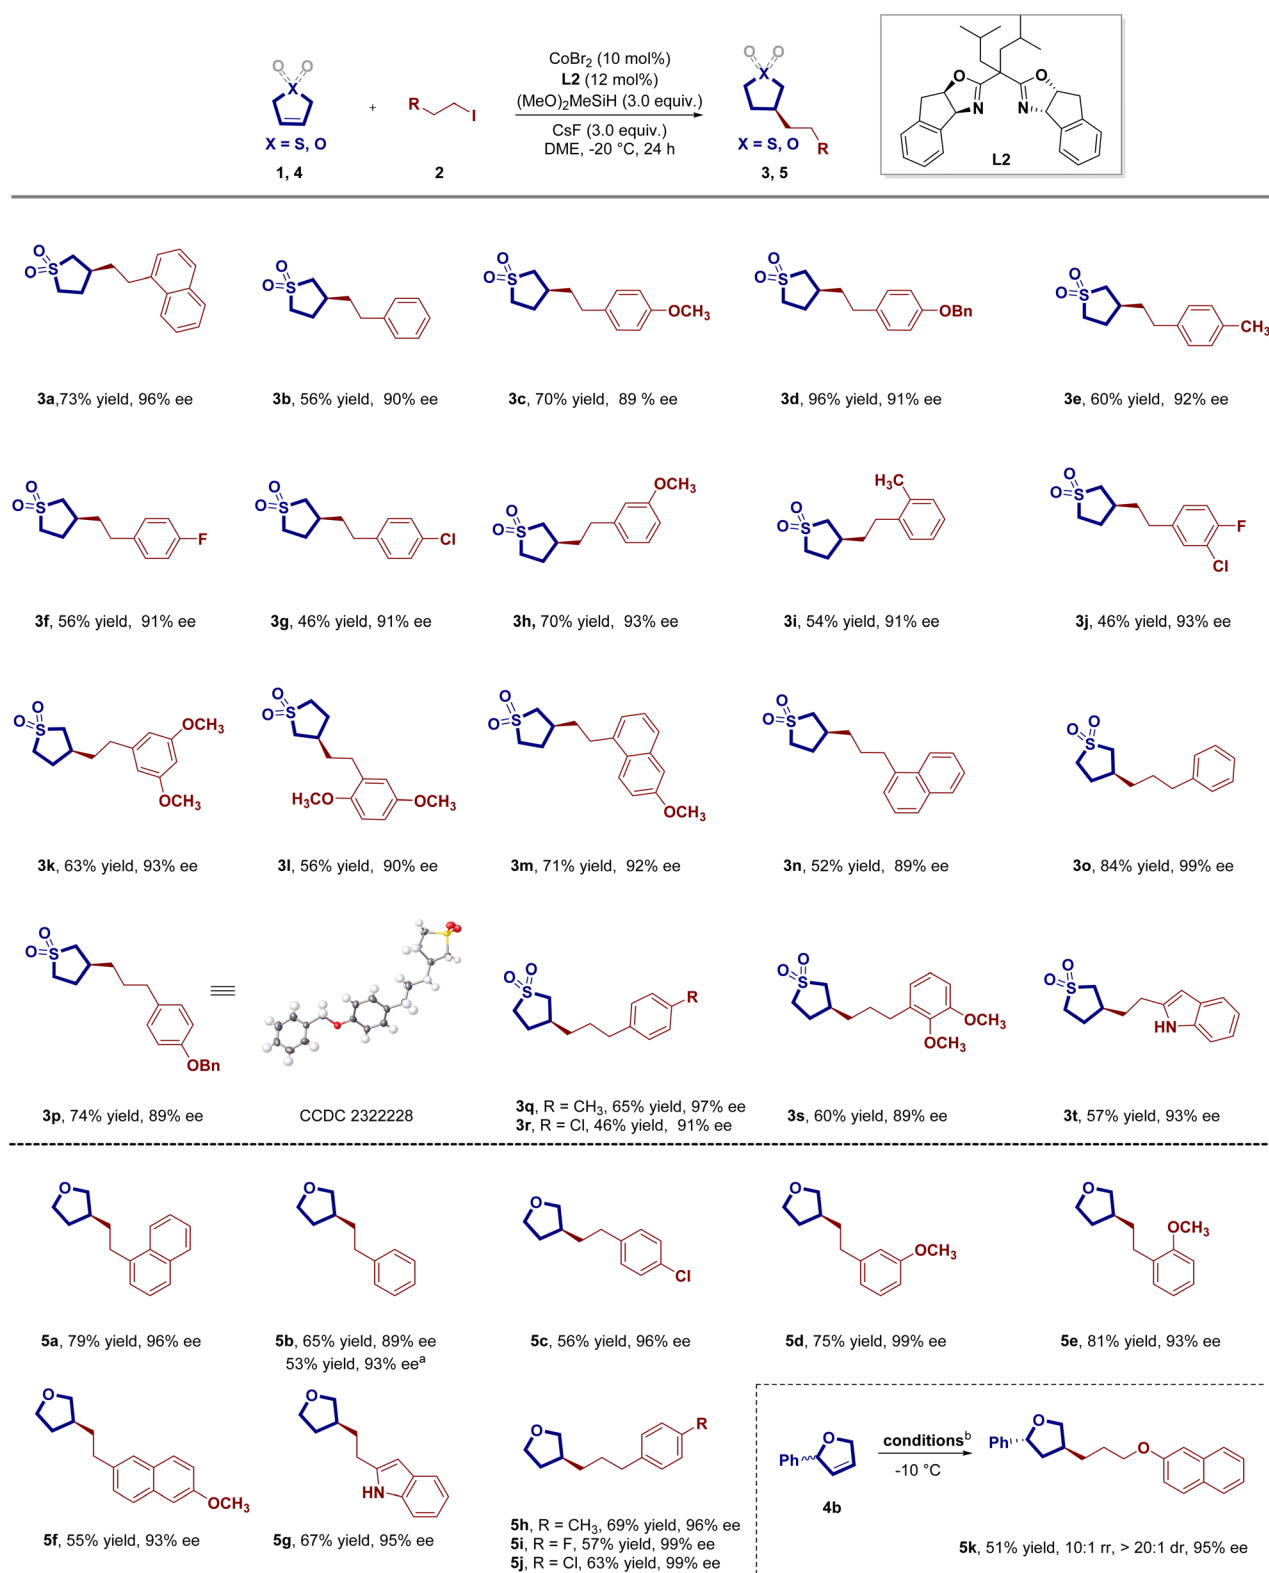 CoBr2 (10 mol%)
L2 (12 mol%)
(MeO)2MeSiH (3.0 equiv.)
CsF (3.0 equiv.)
DME, -20 °C, 24 h
O O
X
X = S, O
1, 4
+
R
I
2
O O
X
R
X = S, O
3, 5
O O
N N
L2
O
O
S
3a,73% yield, 96% ee
O
O
S
3b, 56% yield, 90% ee
O
O
S
OCH3
3c, 70% yield, 89 % ee
O
O
S
OBn
3d, 96% yield, 91% ee
O
O
S
CH3
3e, 60% yield, 92% ee
O
O
S
F
3f, 56% yield, 91% ee
O
O
S
Cl
3g, 46% yield, 91% ee
O
O
S
OCH3
3h, 70% yield, 93% ee
O
O
S
H3C
3i, 54% yield, 91% ee
O
O
S
F
Cl
3j, 46% yield, 93% ee
O
O
S
OCH3
OCH3
3k, 63% yield, 93% ee
O
O
S
H3CO
OCH3
3l, 56% yield, 90% ee
O
O
S
OCH3
3m, 71% yield, 92% ee
O
O
S
3n, 52% yield, 89% ee
O
O
S
3o, 84% yield, 99% ee
O
O
S
OBn
3p, 74% yield, 89% ee
CCDC 2322228
O
O
S
R
3q, R = CH3, 65% yield, 97% ee
3r, R = Cl, 46% yield, 91% ee
O
O
S
OCH3
OCH3
3s, 60% yield, 89% ee
O
O
S
HN
3t, 57% yield, 93% ee
O
5a, 79% yield, 96% ee
O
5b, 65% yield, 89% ee
53% yield, 93% eea
O
Cl
5c, 56% yield, 96% ee
O
OCH3
5d, 75% yield, 99% ee
O
OCH3
5e, 81% yield, 93% ee
O
OCH3
5f, 55% yield, 93% ee
O
HN
5g, 67% yield, 95% ee
O
R
5h, R = CH3, 69% yield, 96% ee
5i, R = F, 57% yield, 99% ee
5j, R = Cl, 63% yield, 99% ee
Ph
O
4b
conditionsb
-10 °C
Ph
O
O
5k, 51% yield, 10:1 rr, > 20:1 dr, 95% ee